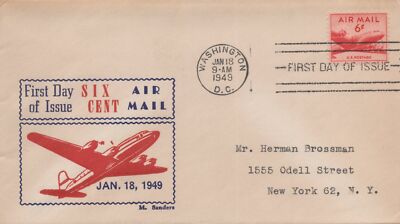 First Day of Issue
SIX CENT
AIR MAIL
JAN. 18, 1949
M. Sanders
WASHINGTON
JAN 18
9-AM
1949
D.C.
AIR MAIL
6¢
U.S. POSTAGE
FIRST DAY OF ISSUE
Mr. Herman Brossman
1555 Odell Street
New York 62, N. Y.